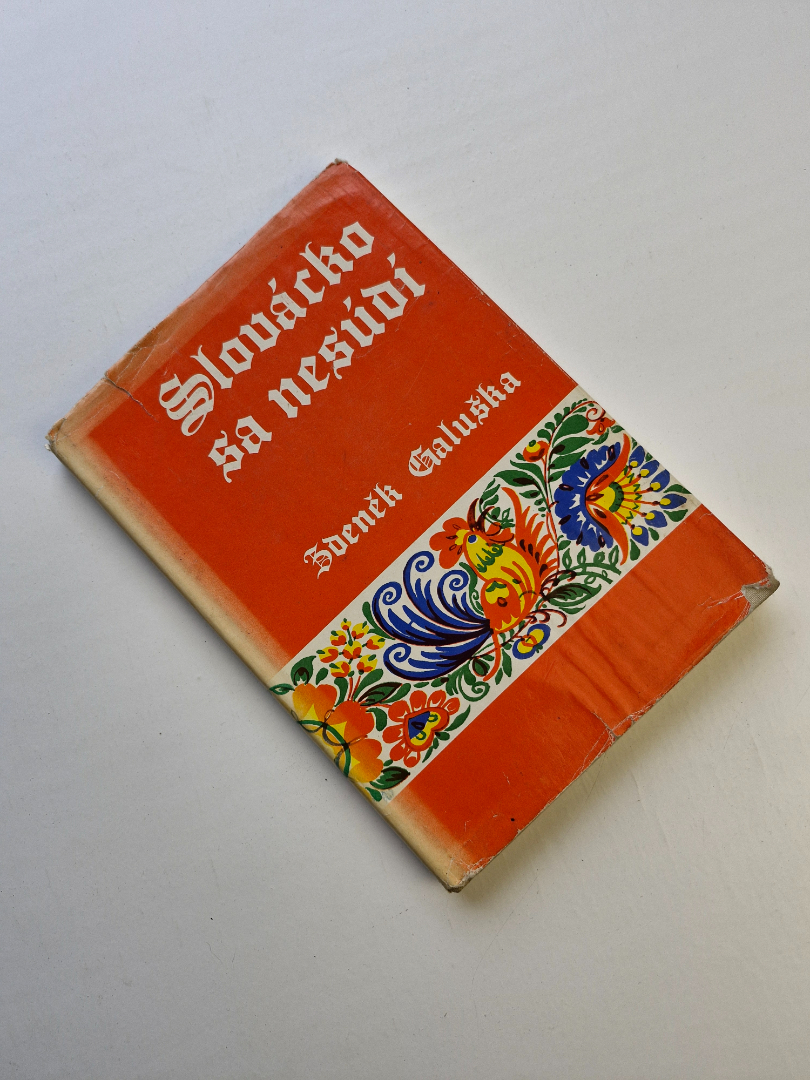 Slovácko
sa nesúdí
Zdeněk Galuška